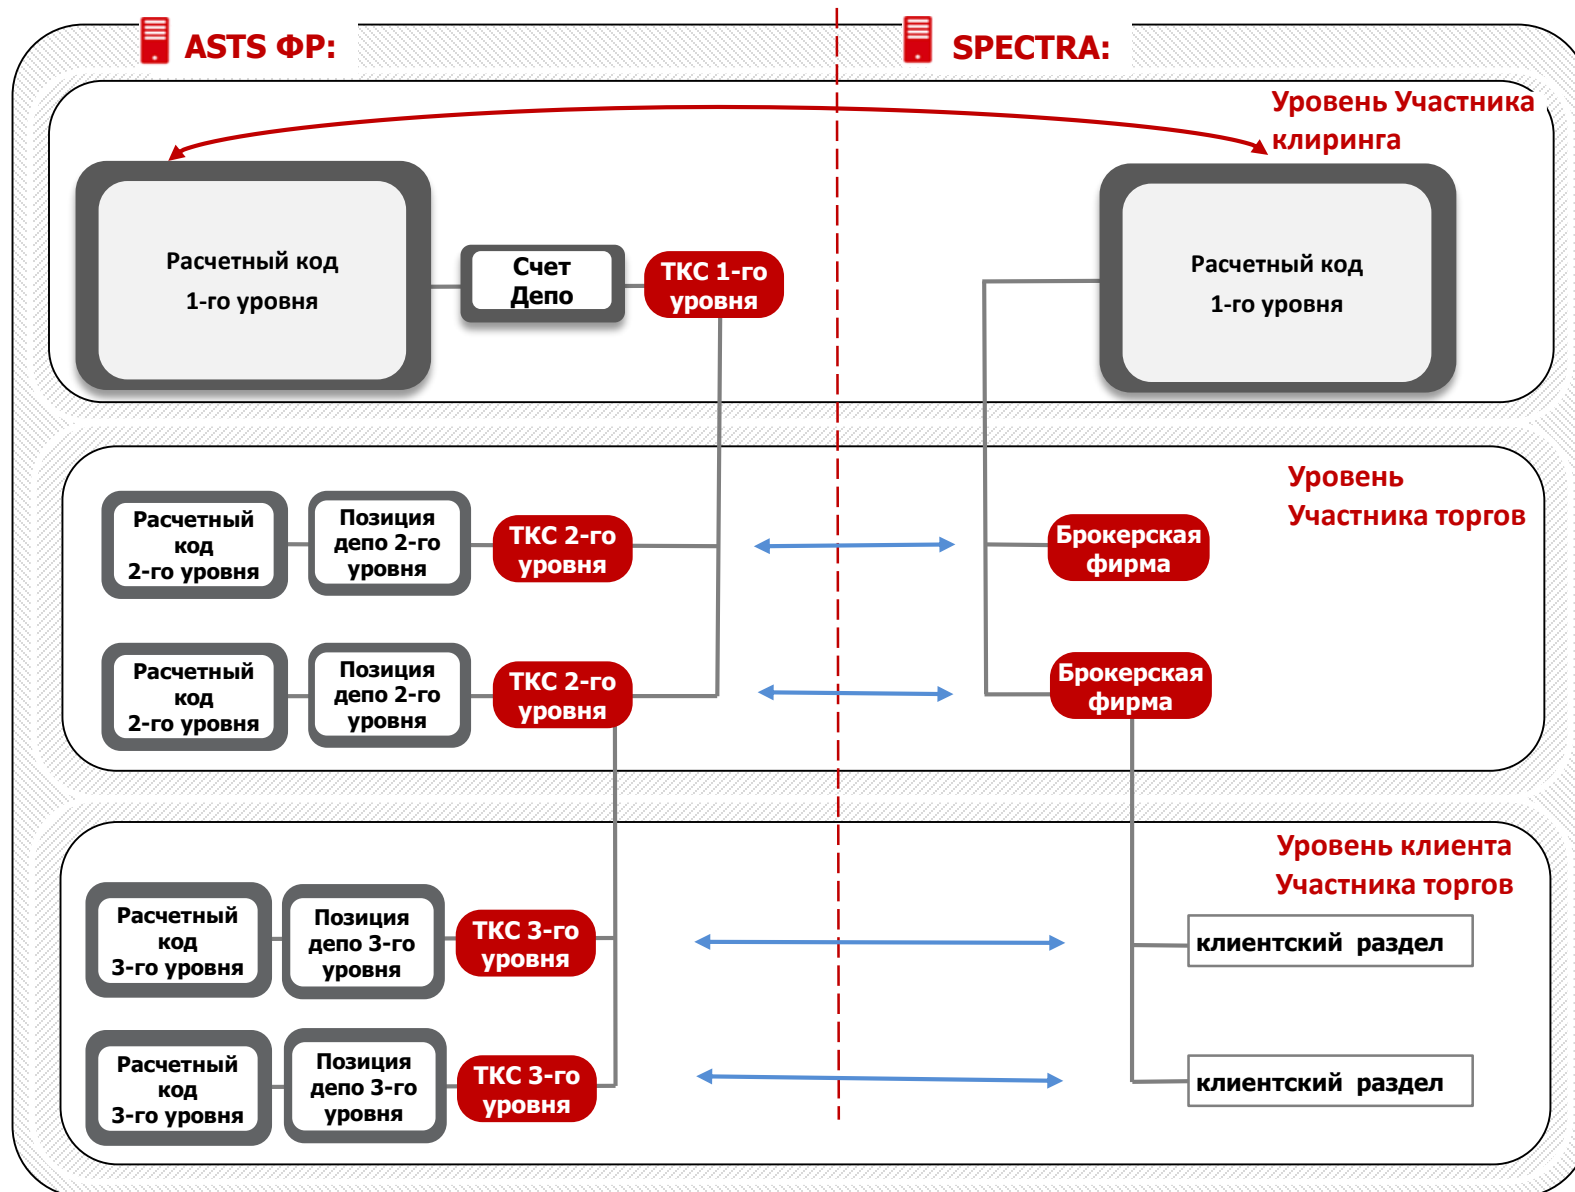 ASTS ФР:
SPECTRA:
Уровень Участника
клиринга
Расчетный код
1-го уровня
Счет
Депо
ТКС 1-го
уровня
Расчетный код
1-го уровня
Уровень
Участника торгов
Расчетный
код
2-го уровня
Позиция
депо 2-го
уровня
ТКС 2-го
уровня
Брокерская
фирма
Расчетный
код
2-го уровня
Позиция
депо 2-го
уровня
ТКС 2-го
уровня
Брокерская
фирма
Уровень клиента
Участника торгов
Расчетный
код
3-го уровня
Позиция
депо 3-го
уровня
ТКС 3-го
уровня
клиентский раздел
Расчетный
код
3-го уровня
Позиция
депо 3-го
уровня
ТКС 3-го
уровня
клиентский раздел